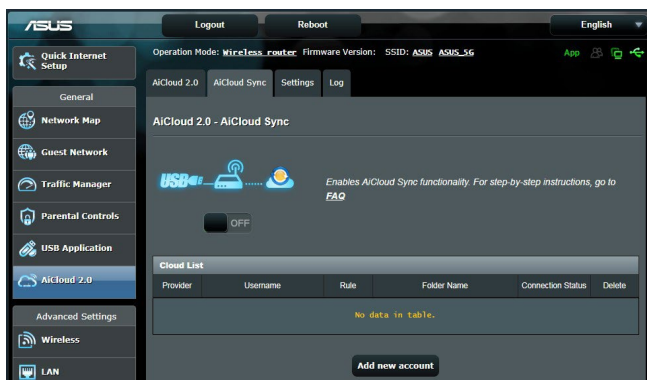 ASUS
Logout
Reboot
English
Quick Internet
Setup
Operation Mode: Wireless router Firmware Version: SSID: ASUS ASUS_5G
App
AiCloud 2.0
AiCloud Sync
Settings
Log
General
Network Map
Guest Network
Traffic Manager
Parental Controls
USB Application
AiCloud 2.0
Advanced Settings
Wireless
LAN
AiCloud 2.0 - AiCloud Sync
USB
Enables AiCloud Sync functionality. For step-by-step instructions, go to
FAQ
OFF
Cloud List
Provider Username Rule Folder Name Connection Status Delete
No data in table.
Add new account